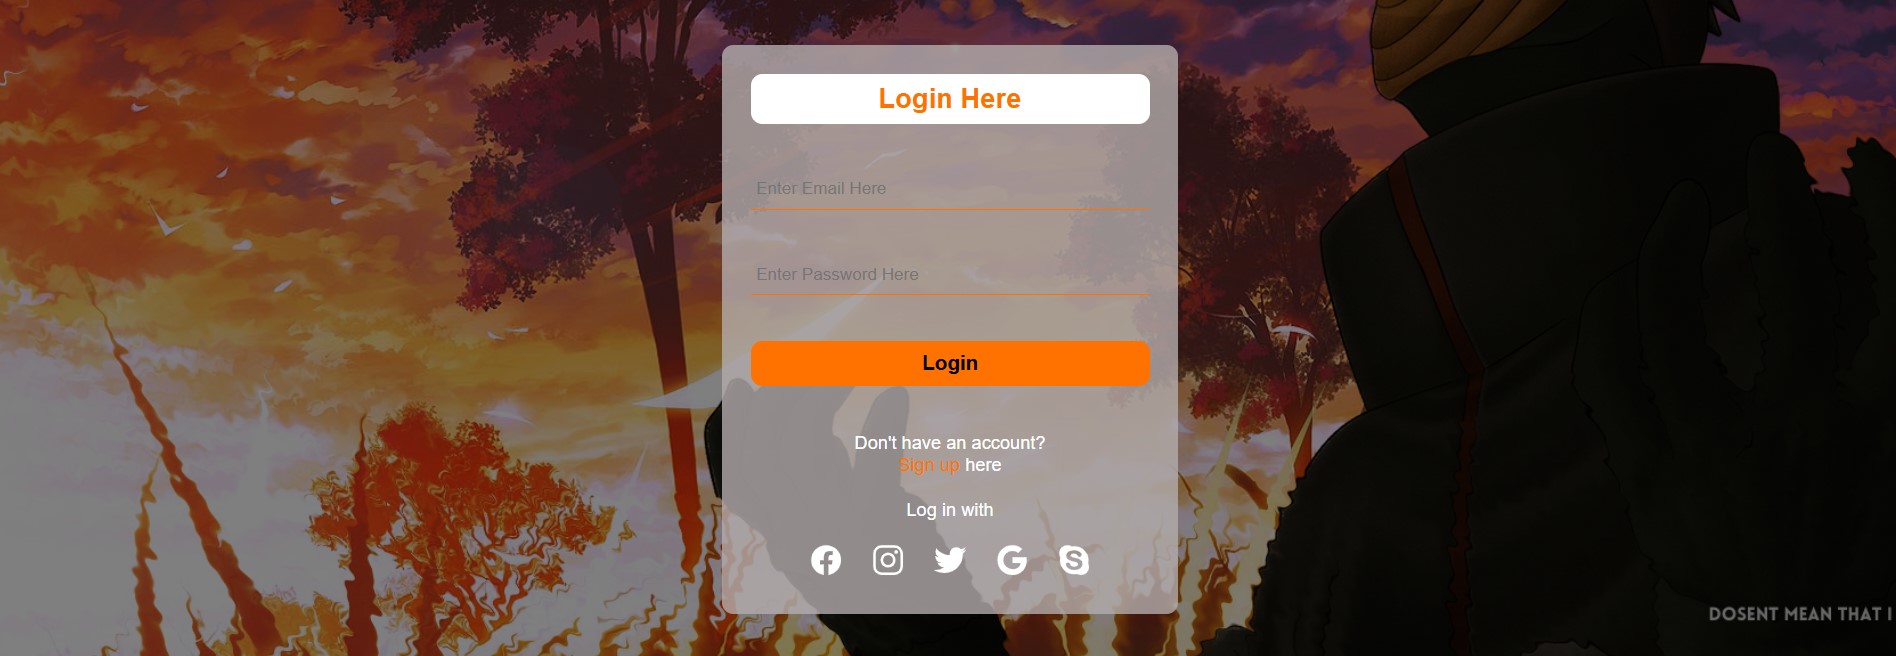 Login Here
Enter Email Here
Enter Password Here
Login
Don't have an account?
Sign up here
Log in with
DOSENT MEAN THAT I